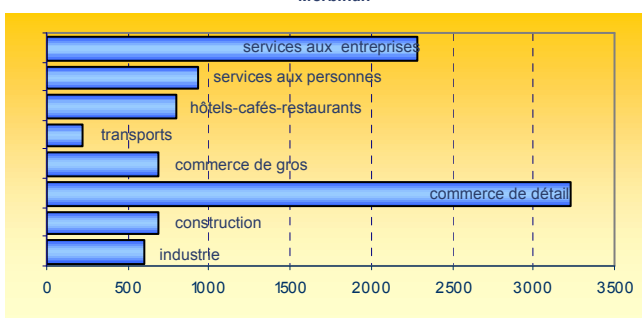 services aux entreprises
services aux personnes
hôtels-cafés-restaurants
transports
commerce de gros
commerce de détail
construction
industrie
0 500 1000 1500 2000 2500 3000 3500